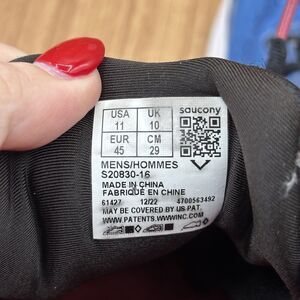 USA UK saucony
11 10
EUR CM
45 29
MEN/HOMMES
S20830-16
MADE IN CHINA
FABRIQUÉ EN CHINE
61427 12/22 4700563492
MAY BE COVERED BY US PAT.
WWW.PATENTS.WWWINC.COM